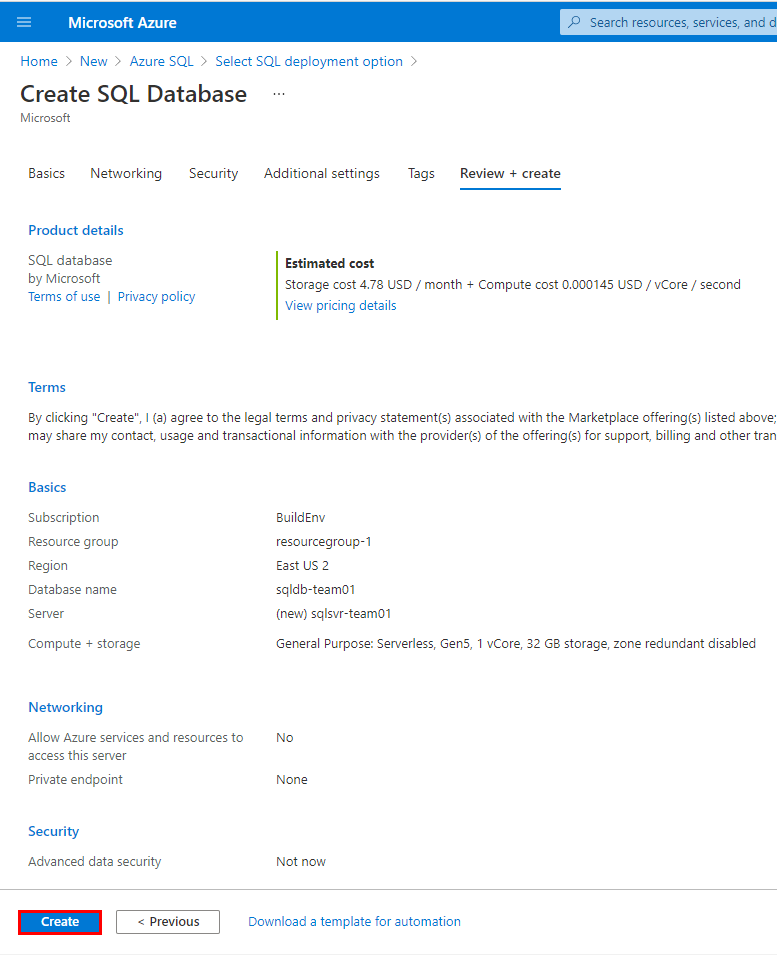 Microsoft Azure
Search resources, services, and d
Home > New > Azure SQL > Select SQL deployment option >
Create SQL Database ...
Microsoft
Basics Networking Security Additional settings Tags Review + create
Product details
SQL database
by Microsoft
Terms of use | Privacy policy
Estimated cost
Storage cost 4.78 USD / month + Compute cost 0.000145 USD / vCore / second
View pricing details
Terms
By clicking "Create", I (a) agree to the legal terms and privacy statement(s) associated with the Marketplace offering(s) listed above;
may share my contact, usage and transactional information with the provider(s) of the offering(s) for support, billing and other tran
Basics
Subscription BuildEnv
Resource group resourcegroup-1
Region East US 2
Database name sqldb-team01
Server (new) sqlsvr-team01
Compute + storage General Purpose: Serverless, Gen5, 1 vCore, 32 GB storage, zone redundant disabled
Networking
Allow Azure services and resources to No
access this server
Private endpoint None
Security
Advanced data security Not now
Create < Previous Download a template for automation